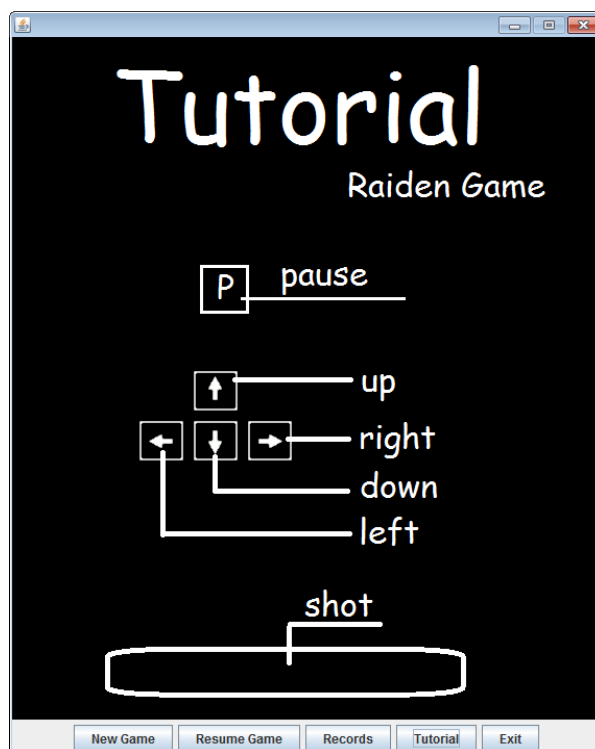 Tutorial
Raiden Game
P pause
up
right
down
left
shot
New Game Resume Game Records Tutorial Exit